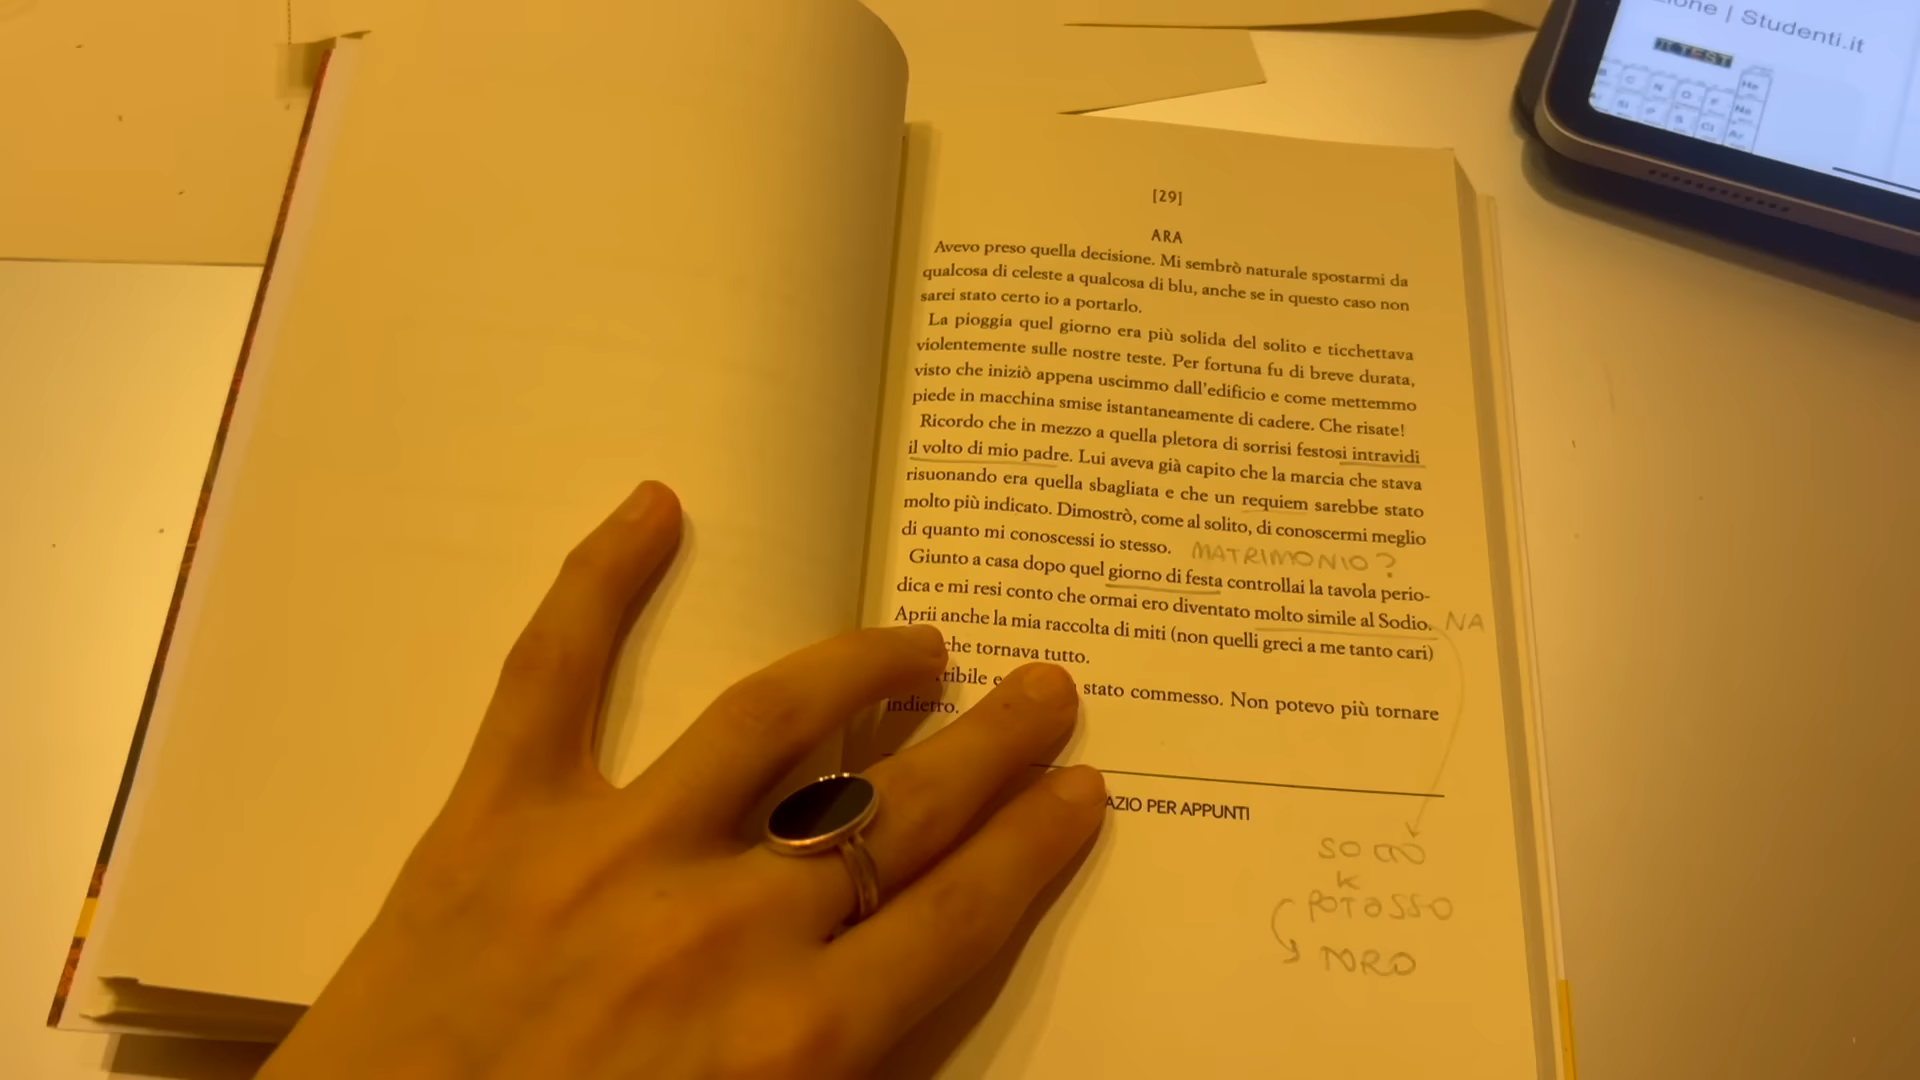 zione | Studenti.it
TEST
B C N O F He
Si P S Cl Ne
Ar
[29]
ARA
Avevo preso quella decisione. Mi sembrò naturale spostarmi da
qualcosa di celeste a qualcosa di blu, anche se in questo caso non
sarei stato certo io a portarlo.
La pioggia quel giorno era più solida del solito e ticchettava
violentemente sulle nostre teste. Per fortuna fu di breve durata,
visto che iniziò appena uscimmo dall'edificio e come mettemmo
piede in macchina smise istantaneamente di cadere. Che risate!
Ricordo che in mezzo a quella pletora di sorrisi festosi intravidi
il volto di mio padre. Lui aveva già capito che la marcia che stava
risuonando era quella sbagliata e che un requiem sarebbe stato
molto più indicato. Dimostrò, come al solito, di conoscermi meglio
di quanto mi conoscessi io stesso. MATRIMONIO?
Giunto a casa dopo quel giorno di festa controllai la tavola perio-
dica e mi resi conto che ormai ero diventato molto simile al Sodio. NA
Aprii anche la mia raccolta di miti (non quelli greci a me tanto cari)
che tornava tutto.
ribile e stato commesso. Non potevo più tornare
indietro.
AZIO PER APPUNTI
SODIO
K
POTASSO
TORO